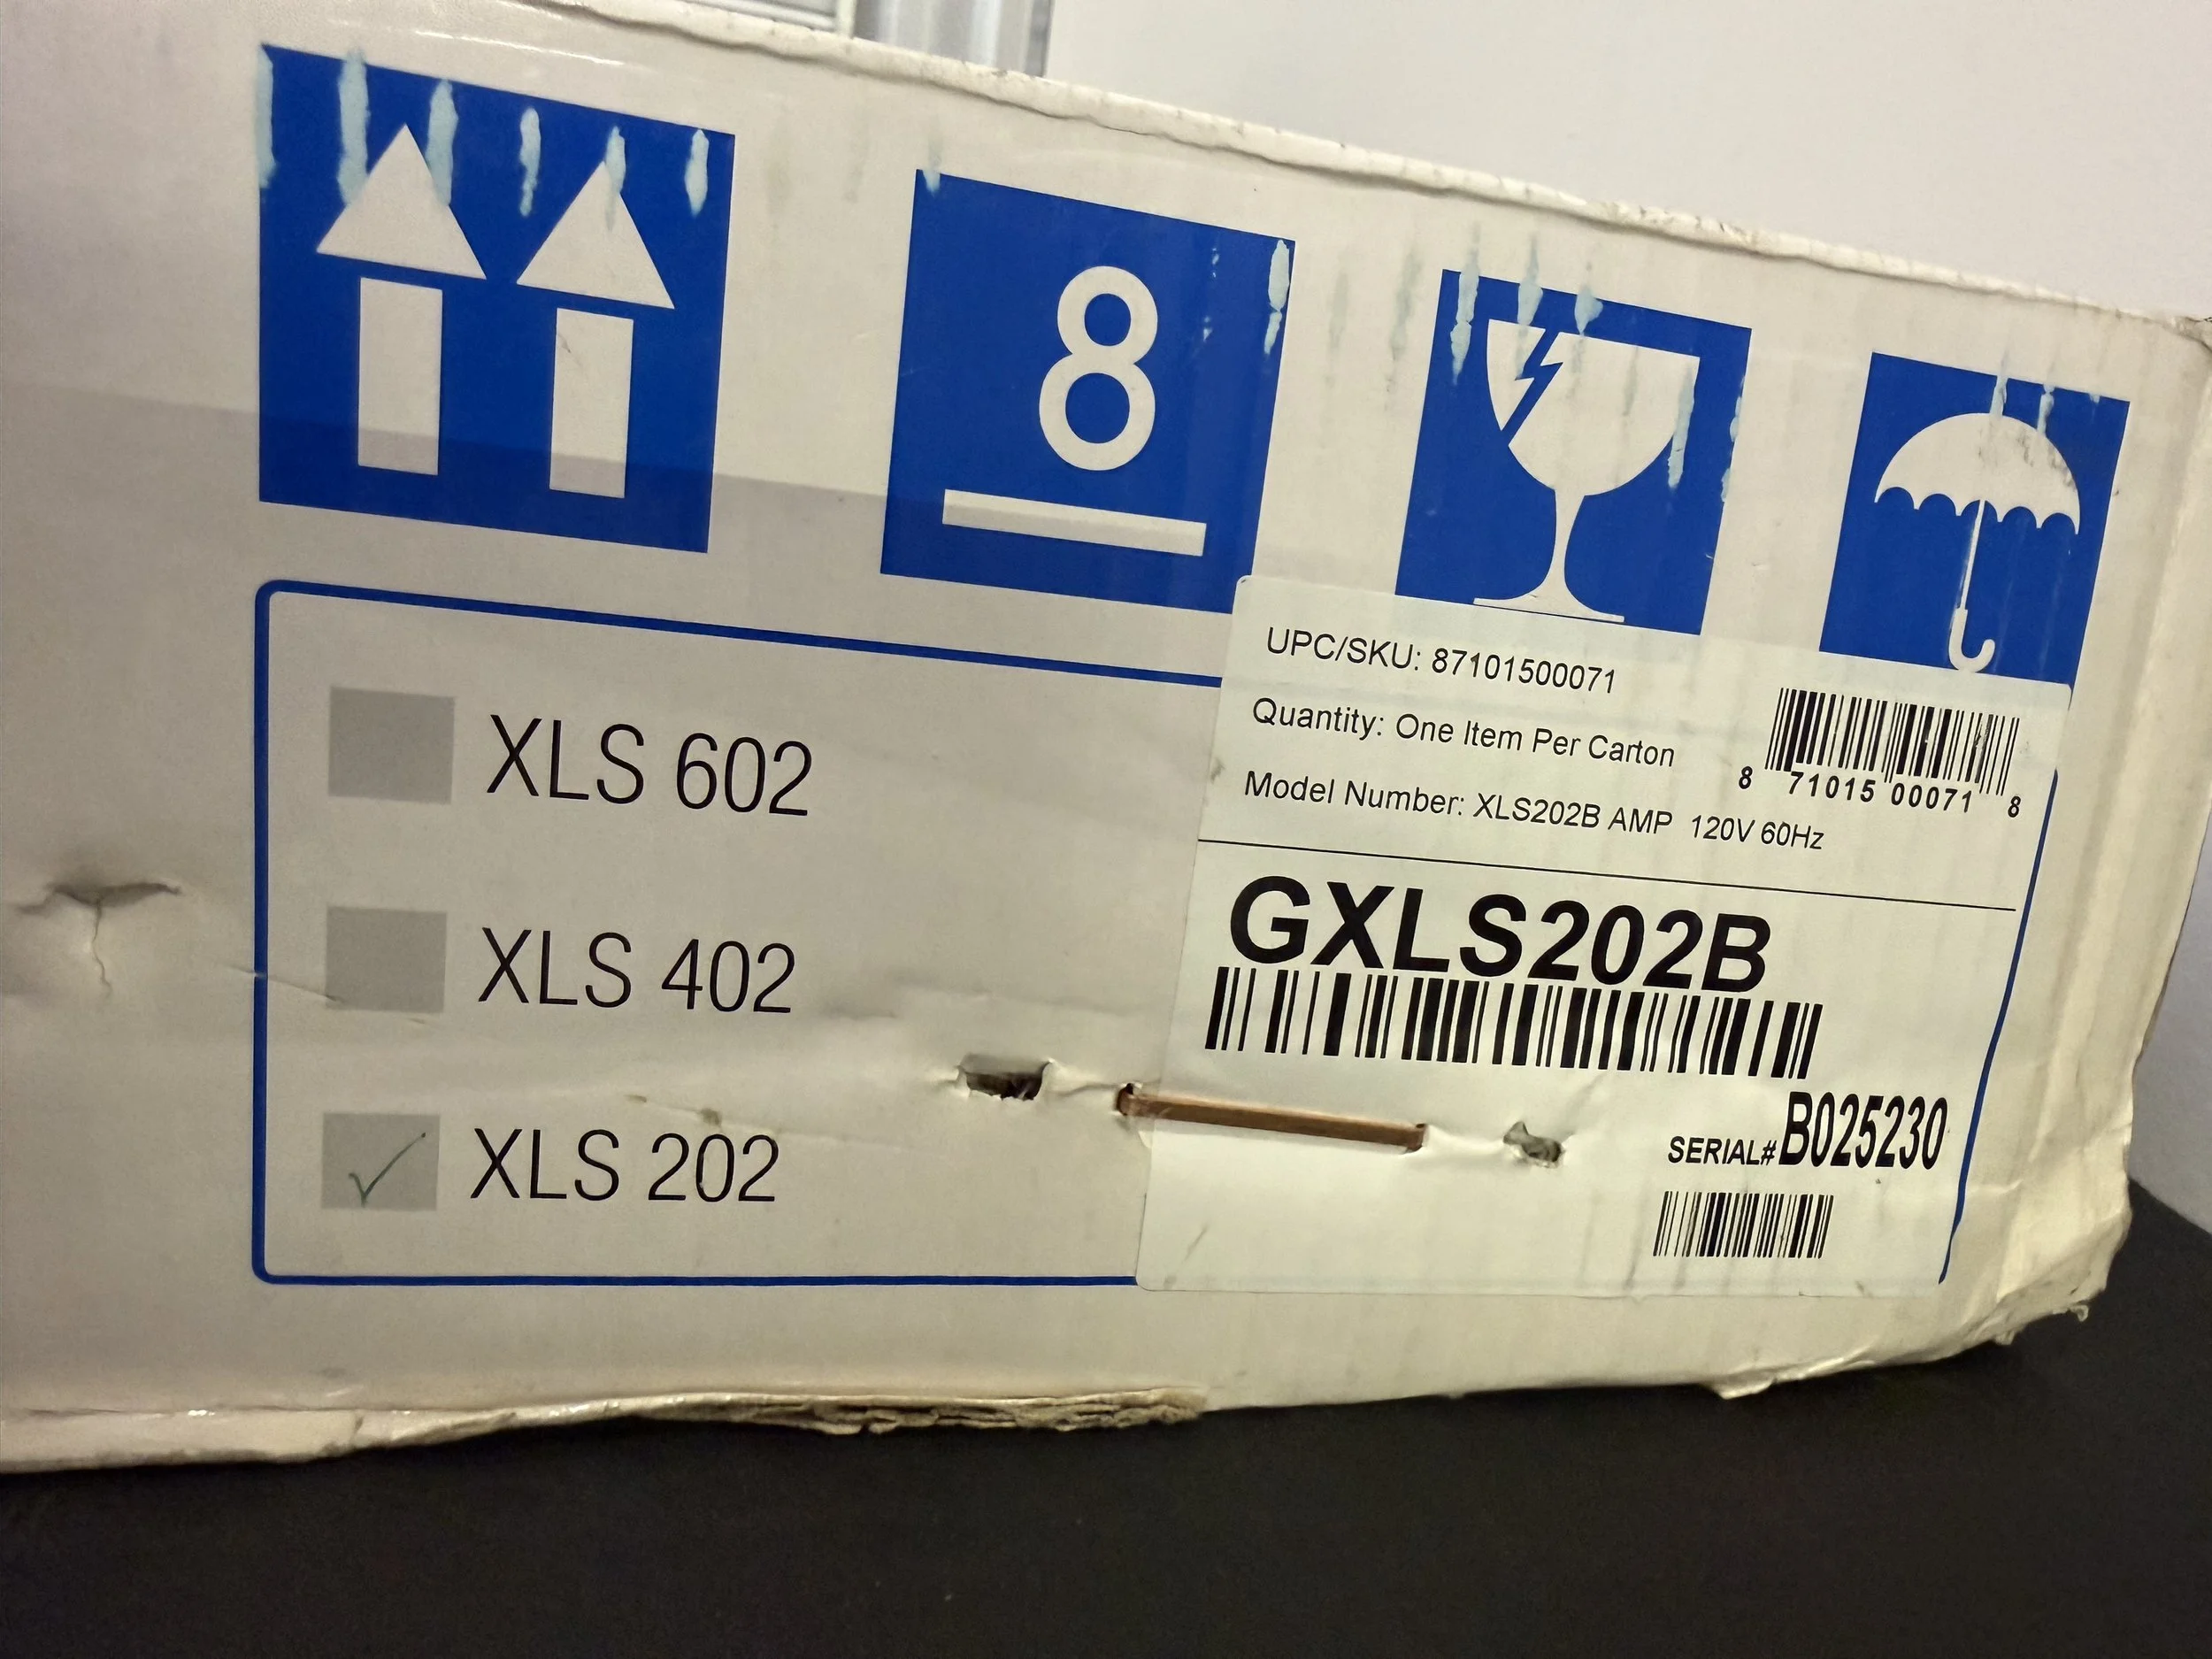 8
UPC/SKU: 87101500071
Quantity: One Item Per Carton
8 71015 00071 8
Model Number: XLS202B AMP 120V 60Hz
GXLS202B
SERIAL# B025230
XLS 602
XLS 402
XLS 202